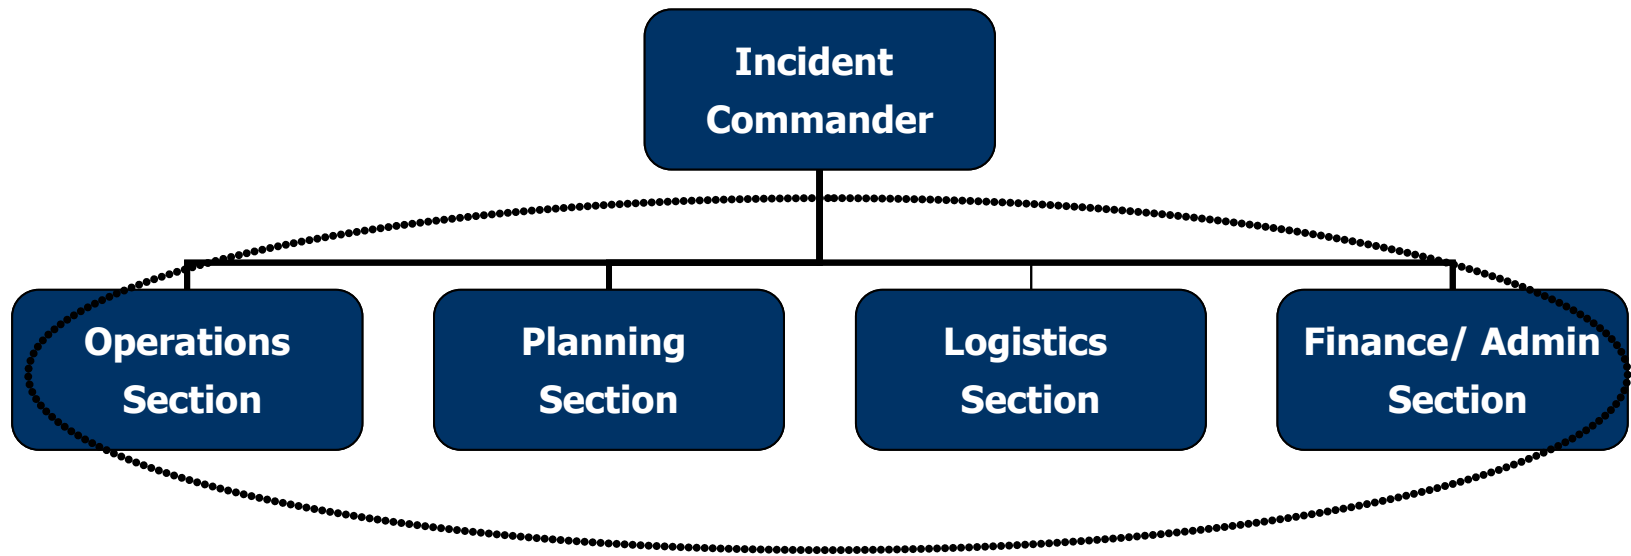 Incident
Commander
Operations
Section
Planning
Section
Logistics
Section
Finance/ Admin
Section